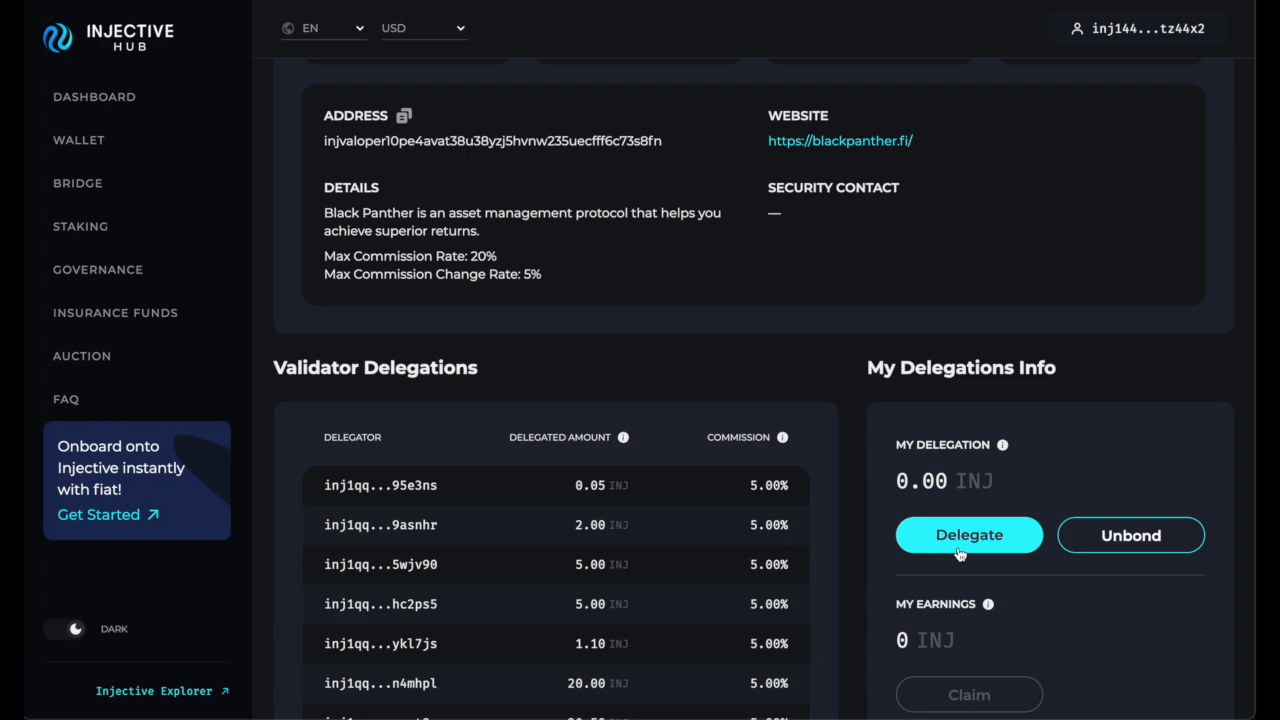 INJECTIVE
HUB
EN
USD
inj144...tz44x2
DASHBOARD
WALLET
BRIDGE
STAKING
GOVERNANCE
INSURANCE FUNDS
AUCTION
FAQ
Onboard onto
Injective instantly
with fiat!
Get Started
DARK
Injective Explorer
ADDRESS
injvaloper10pe4avat38u38yzj5hvnw235uecfff6c73s8fn
WEBSITE
https://blackpanther.fi/
DETAILS
Black Panther is an asset management protocol that helps you
achieve superior returns.
Max Commission Rate: 20%
Max Commission Change Rate: 5%
SECURITY CONTACT
—
Validator Delegations
DELEGATOR DELEGATED AMOUNT COMMISSION
inj1qq...95e3ns 0.05 INJ 5.00%
inj1qq...9asnhr 2.00 INJ 5.00%
inj1qq...5wjv90 5.00 INJ 5.00%
inj1qq...hc2ps5 5.00 INJ 5.00%
inj1qq...ykl7js 1.10 INJ 5.00%
inj1qq...n4mhpl 20.00 INJ 5.00%
My Delegations Info
MY DELEGATION
0.00 INJ
Delegate Unbond
MY EARNINGS
0 INJ
Claim